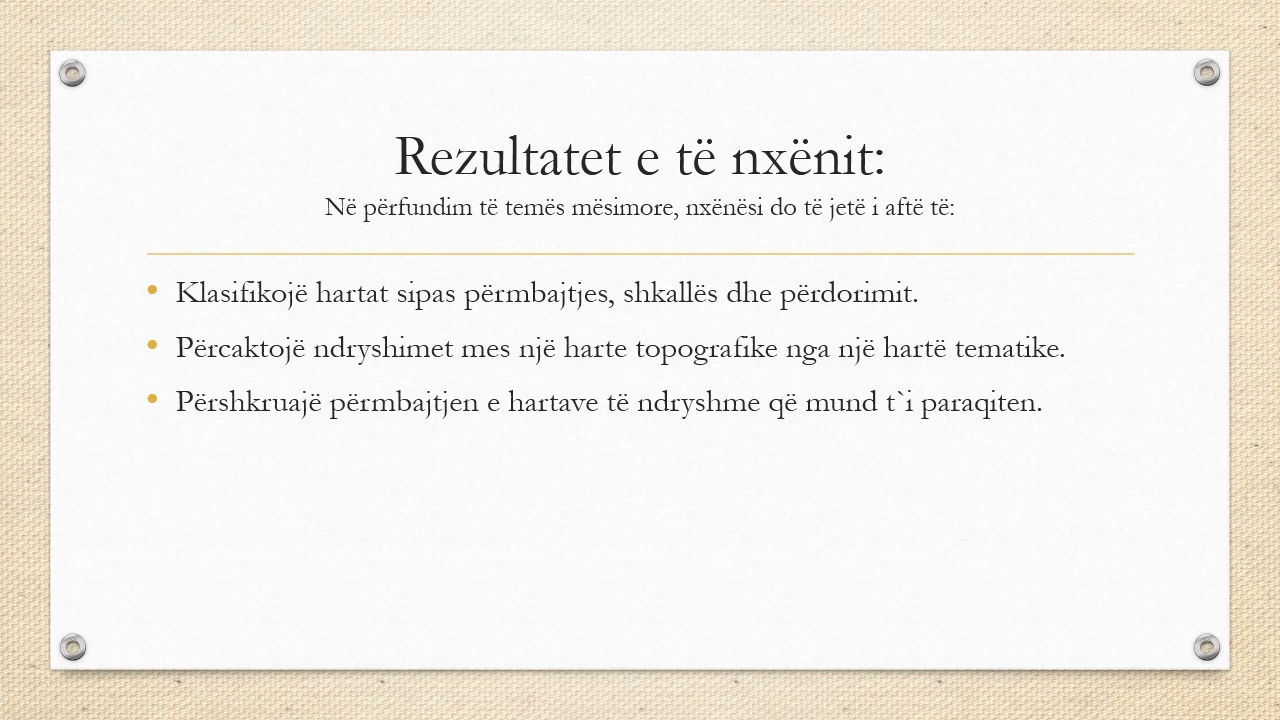 Rezultatet e të nxënit:
Në përfundim të temës mësimore, nxënësi do të jetë i aftë të:
• Klasifikojë hartat sipas përmbajtjes, shkallës dhe përdorimit.
• Përcaktojë ndryshimet mes një harte topografike nga një hartë tematike.
• Përshkruajë përmbajtjen e hartave të ndryshme që mund t`i paraqiten.